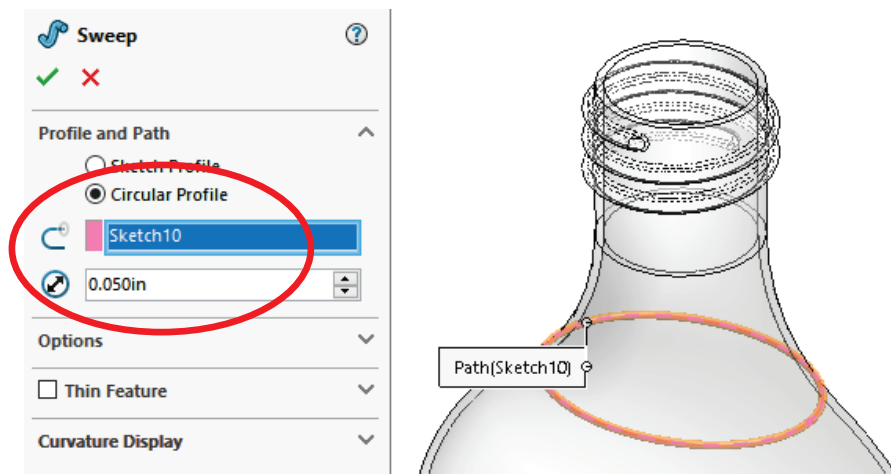 Sweep
Profile and Path
Sketch Profile
Circular Profile
Sketch10
0.050in
Options
Thin Feature
Curvature Display
Path(Sketch10)